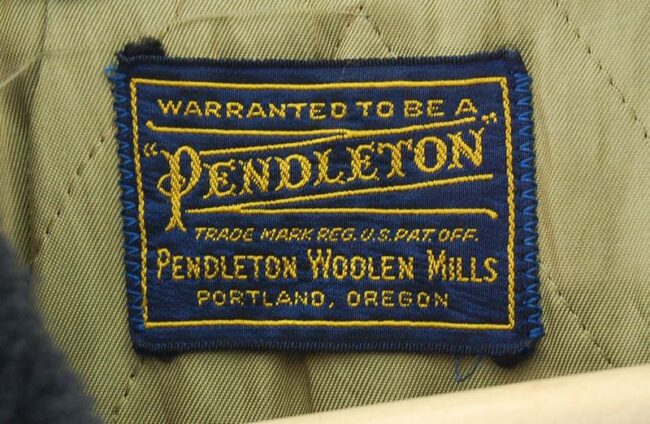 WARRANTED TO BE A
"PENDLETON"
TRADE MARK REG. U.S. PAT. OFF.
PENDLETON WOOLEN MILLS
PORTLAND, OREGON